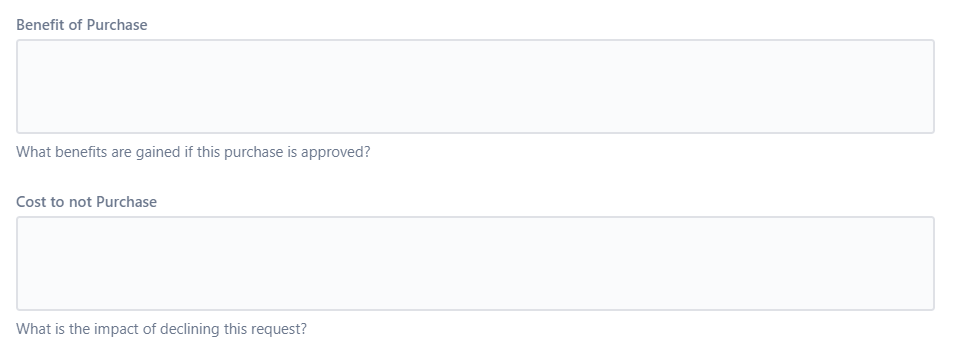 Benefit of Purchase
What benefits are gained if this purchase is approved?
Cost to not Purchase
What is the impact of declining this request?